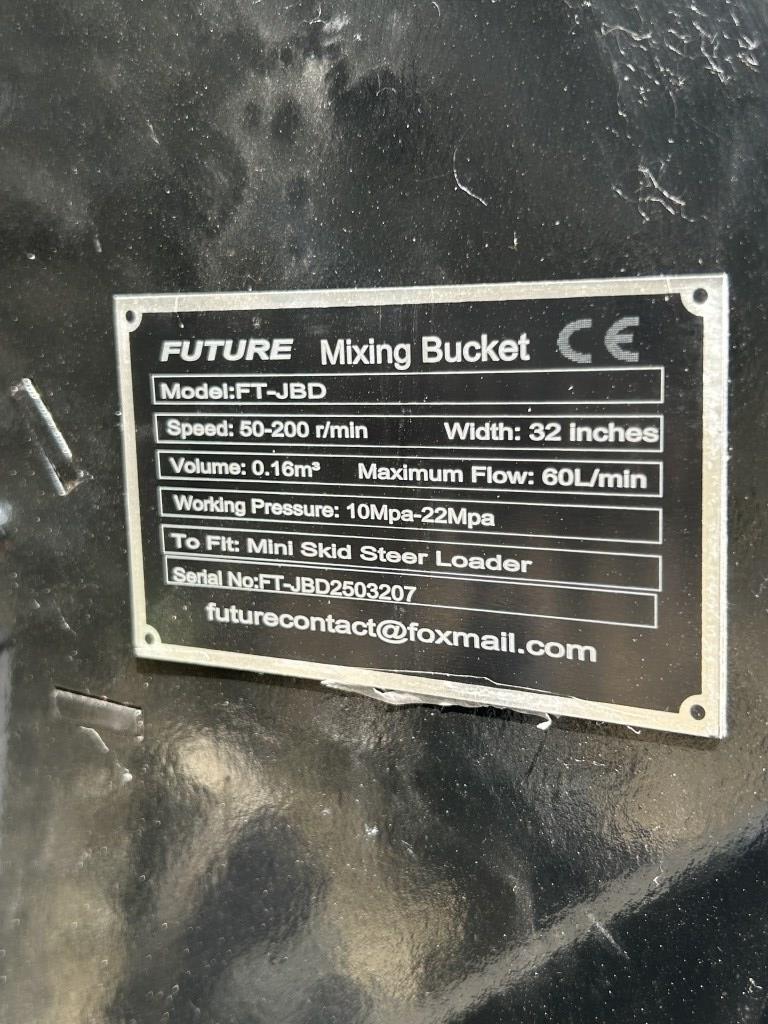 FUTURE Mixing Bucket CE
Model:FT-JBD
Speed: 50-200 r/min Width: 32 inches
Volume: 0.16m³ Maximum Flow: 60L/min
Working Pressure: 10Mpa-22Mpa
To Fit: Mini Skid Steer Loader
Serial No:FT-JBD2503207
futurecontact@foxmail.com